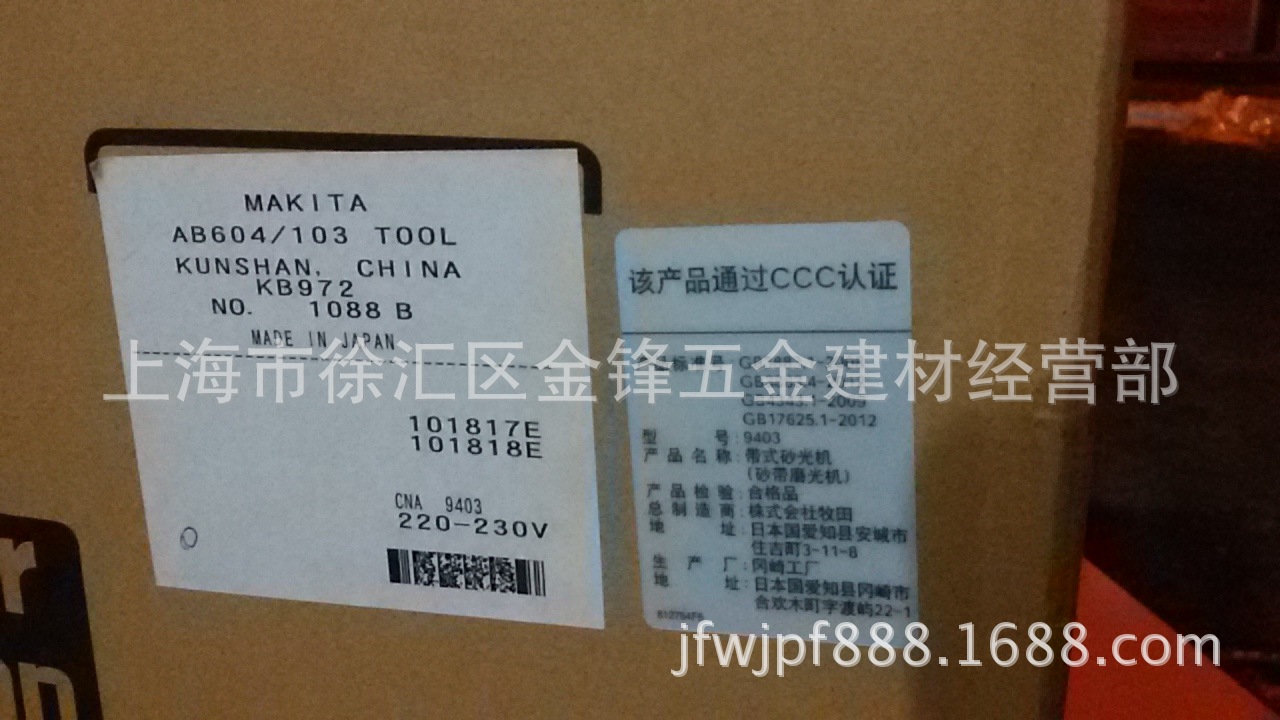 MAKITA
AB604/103 TOOL
KUNSHAN, CHINA
KB972
NO. 1088 B
MADE IN JAPAN
101817E
101818E
CNA 9403
220-230V
该产品通过CCC认证
标准号:
GB4343.1-2009
GB17625.1-2012
型 号:9403
产品名称:带式砂光机
(砂带磨光机)
产品检验:合格品
总制造商:株式会社牧田
地 址:日本国爱知县安城市
住吉町3-11-8
生 产 厂:冈崎工厂
地 址:日本国爱知县冈崎市
合欢木町字渡屿22-1
上海市徐汇区金锋五金建材经营部
jfwjpf888.1688.com